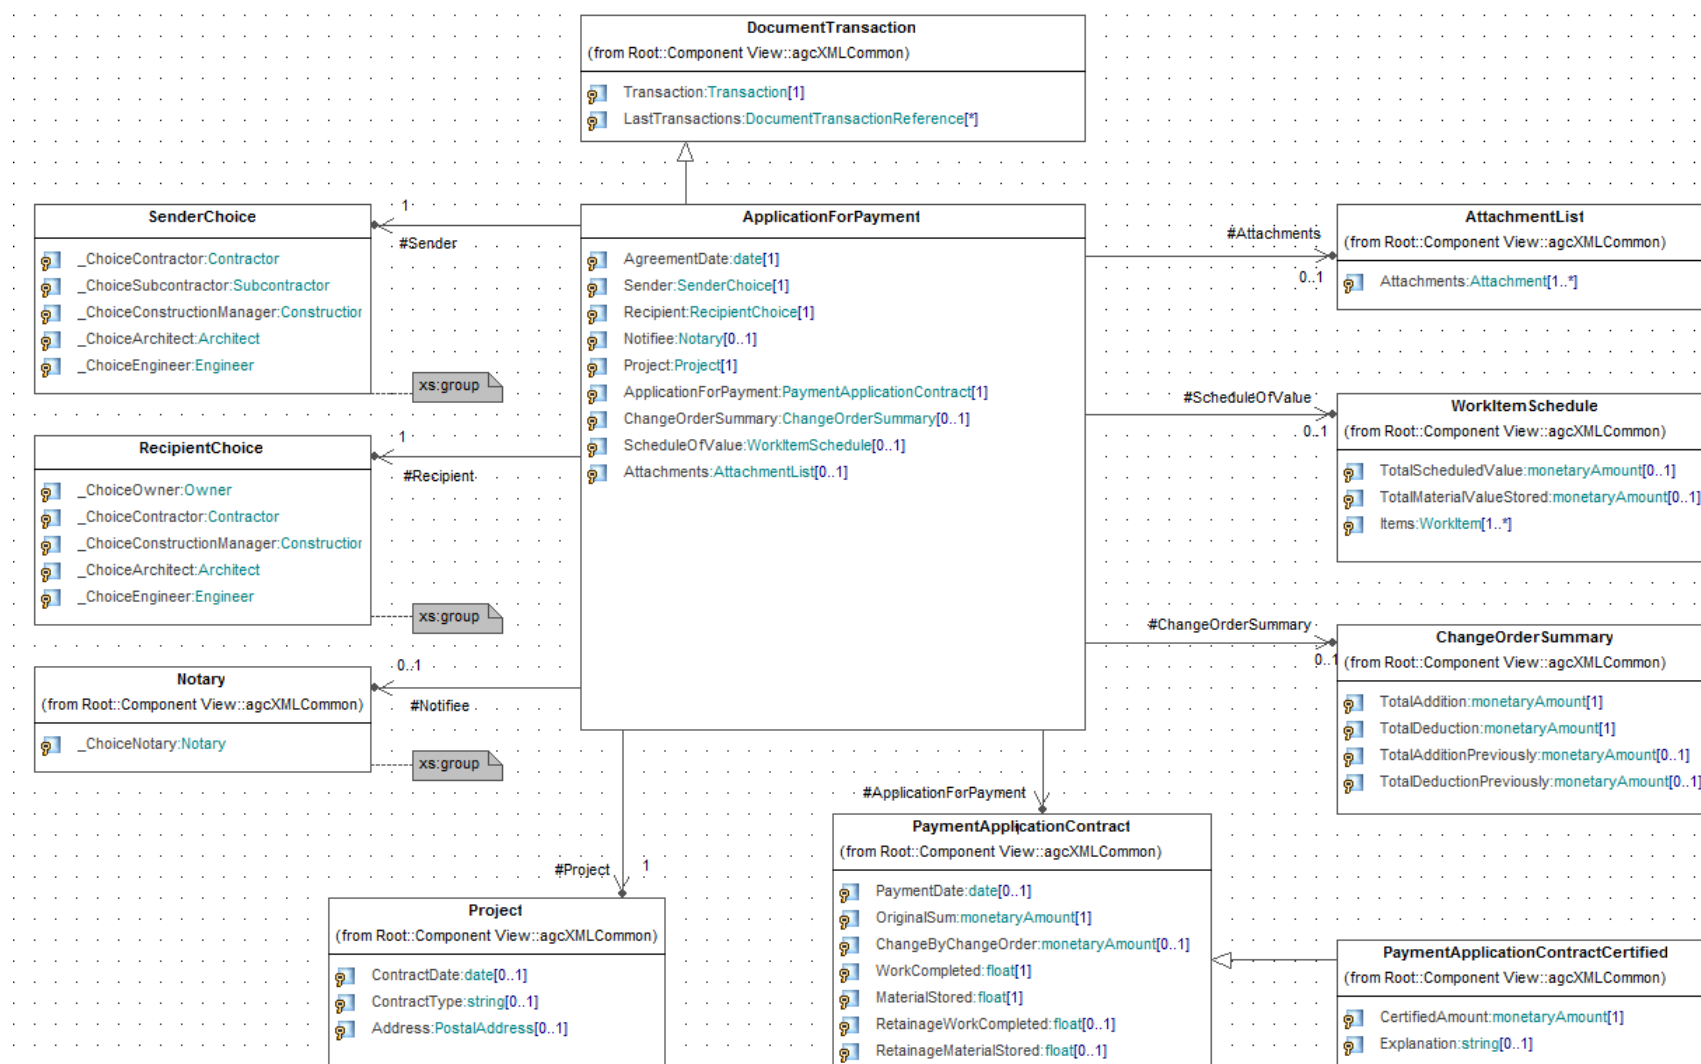 DocumentTransaction
(from Root::Component View::agcXMLCommon)
Transaction:Transaction[1]
LastTransactions:DocumentTransactionReference[*]
SenderChoice
_ChoiceContractor:Contractor
_ChoiceSubcontractor:Subcontractor
_ChoiceConstructionManager:Construction
_ChoiceArchitect:Architect
_ChoiceEngineer:Engineer
xs:group
1
#Sender
ApplicationForPayment
AgreementDate:date[1]
Sender:SenderChoice[1]
Recipient:RecipientChoice[1]
Notifiee:Notary[0..1]
Project:Project[1]
ApplicationForPayment:PaymentApplicationContract[1]
ChangeOrderSummary:ChangeOrderSummary[0..1]
ScheduleOfValue:WorkItemSchedule[0..1]
Attachments:AttachmentList[0..1]
#Attachments
0..1
AttachmentList
(from Root::Component View::agcXMLCommon)
Attachments:Attachment[1..*]
RecipientChoice
_ChoiceOwner:Owner
_ChoiceContractor:Contractor
_ChoiceConstructionManager:Construction
_ChoiceArchitect:Architect
_ChoiceEngineer:Engineer
xs:group
1
#Recipient
#ScheduleOfValue
0..1
WorkItemSchedule
(from Root::Component View::agcXMLCommon)
TotalScheduledValue:monetaryAmount[0..1]
TotalMaterialValueStored:monetaryAmount[0..1]
Items:WorkItem[1..*]
Notary
(from Root::Component View::agcXMLCommon)
_ChoiceNotary:Notary
xs:group
0..1
#Notifiee
#ChangeOrderSummary
0..1
ChangeOrderSummary
(from Root::Component View::agcXMLCommon)
TotalAddition:monetaryAmount[1]
TotalDeduction:monetaryAmount[1]
TotalAdditionPreviously:monetaryAmount[0..1]
TotalDeductionPreviously:monetaryAmount[0..1]
#Project
1
Project
(from Root::Component View::agcXMLCommon)
ContractDate:date[0..1]
ContractType:string[0..1]
Address:PostalAddress[0..1]
#ApplicationForPayment
PaymentApplicationContract
(from Root::Component View::agcXMLCommon)
PaymentDate:date[0..1]
OriginalSum:monetaryAmount[1]
ChangeByChangeOrder:monetaryAmount[0..1]
WorkCompleted:float[1]
MaterialStored:float[1]
RetainageWorkCompleted:float[0..1]
RetainageMaterialStored:float[0..1]
PaymentApplicationContractCertified
(from Root::Component View::agcXMLCommon)
CertifiedAmount:monetaryAmount[1]
Explanation:string[0..1]